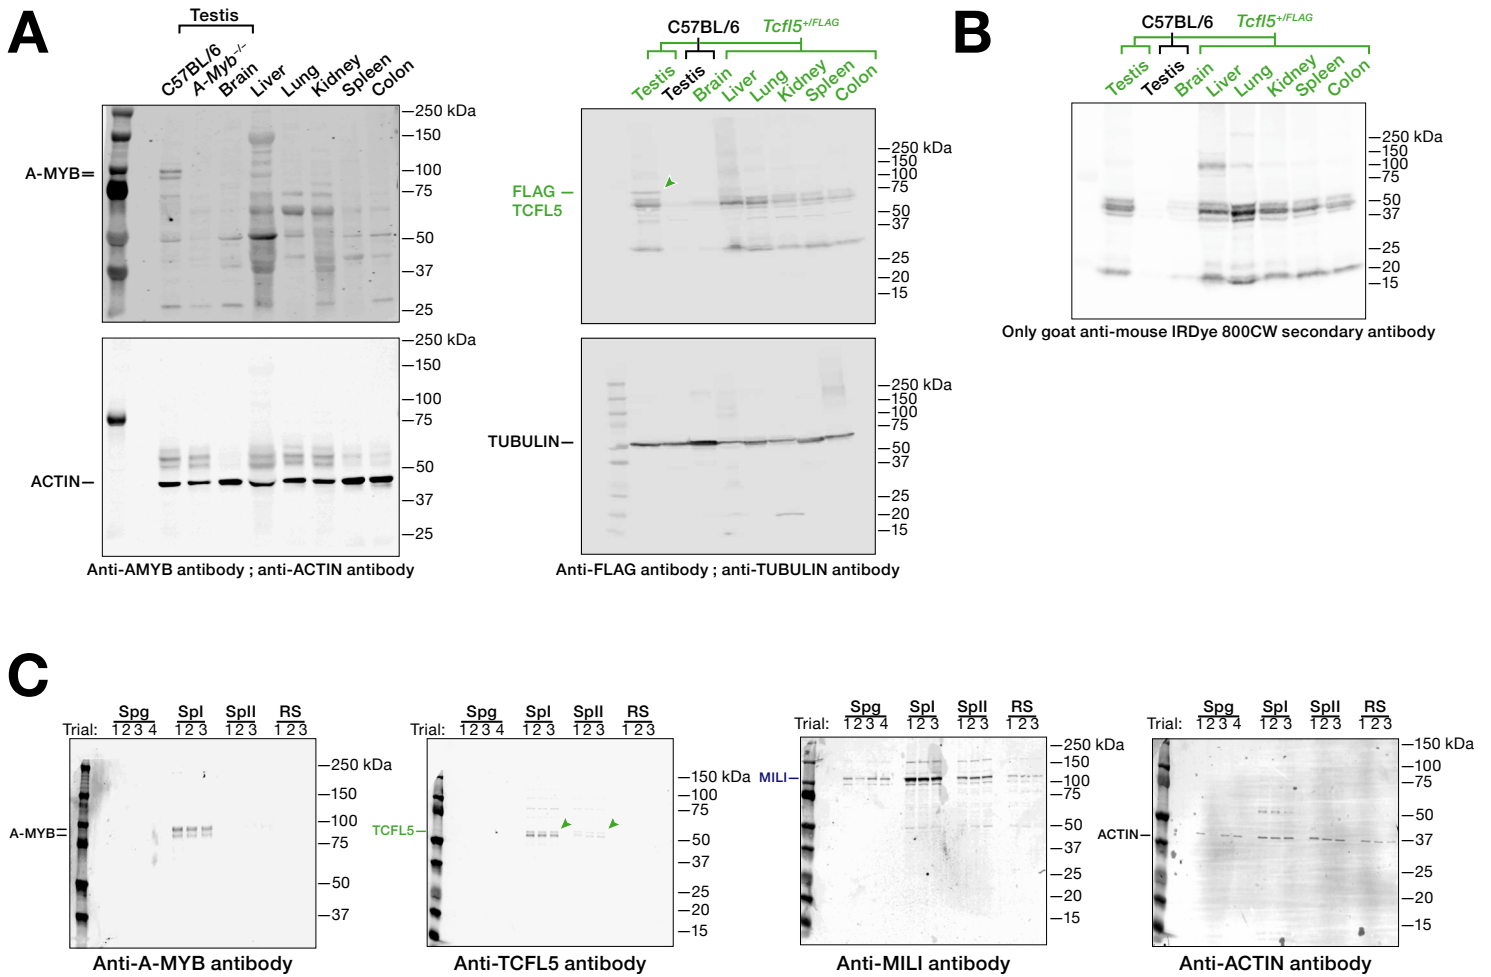 A
Testis
C57BL/6
A-Myb-/-
Brain
Liver
Lung
Kidney
Spleen
Colon
A-MYB
250 kDa
150
100
75
50
37
25
ACTIN
250 kDa
150
100
75
50
37
25
Anti-AMYB antibody ; anti-ACTIN antibody
C57BL/6 Tcfl5+/FLAG
Testis
Testis
Brain
Liver
Lung
Kidney
Spleen
Colon
FLAG
TCFL5
250 kDa
150
100
75
50
37
25
20
15
TUBULIN
250 kDa
150
100
75
50
37
25
20
15
Anti-FLAG antibody ; anti-TUBULIN antibody
B
C57BL/6 Tcfl5+/FLAG
Testis
Testis
Brain
Liver
Lung
Kidney
Spleen
Colon
250 kDa
150
100
75
50
37
25
20
15
Only goat anti-mouse IRDye 800CW secondary antibody
C
Spg SpI SpII RS
Trial: 1 2 3 4 1 2 3 1 2 3 1 2 3
A-MYB
250 kDa
150
100
75
50
37
Anti-A-MYB antibody
Spg SpI SpII RS
Trial: 1 2 3 4 1 2 3 1 2 3 1 2 3
TCFL5
150 kDa
100
75
50
37
25
20
15
Anti-TCFL5 antibody
Spg SpI SpII RS
Trial: 1 2 3 4 1 2 3 1 2 3 1 2 3
MILI
250 kDa
150
100
75
50
37
25
20
15
Anti-MILI antibody
Spg SpI SpII RS
Trial: 1 2 3 4 1 2 3 1 2 3 1 2 3
ACTIN
150 kDa
100
75
50
37
25
20
15
Anti-ACTIN antibody